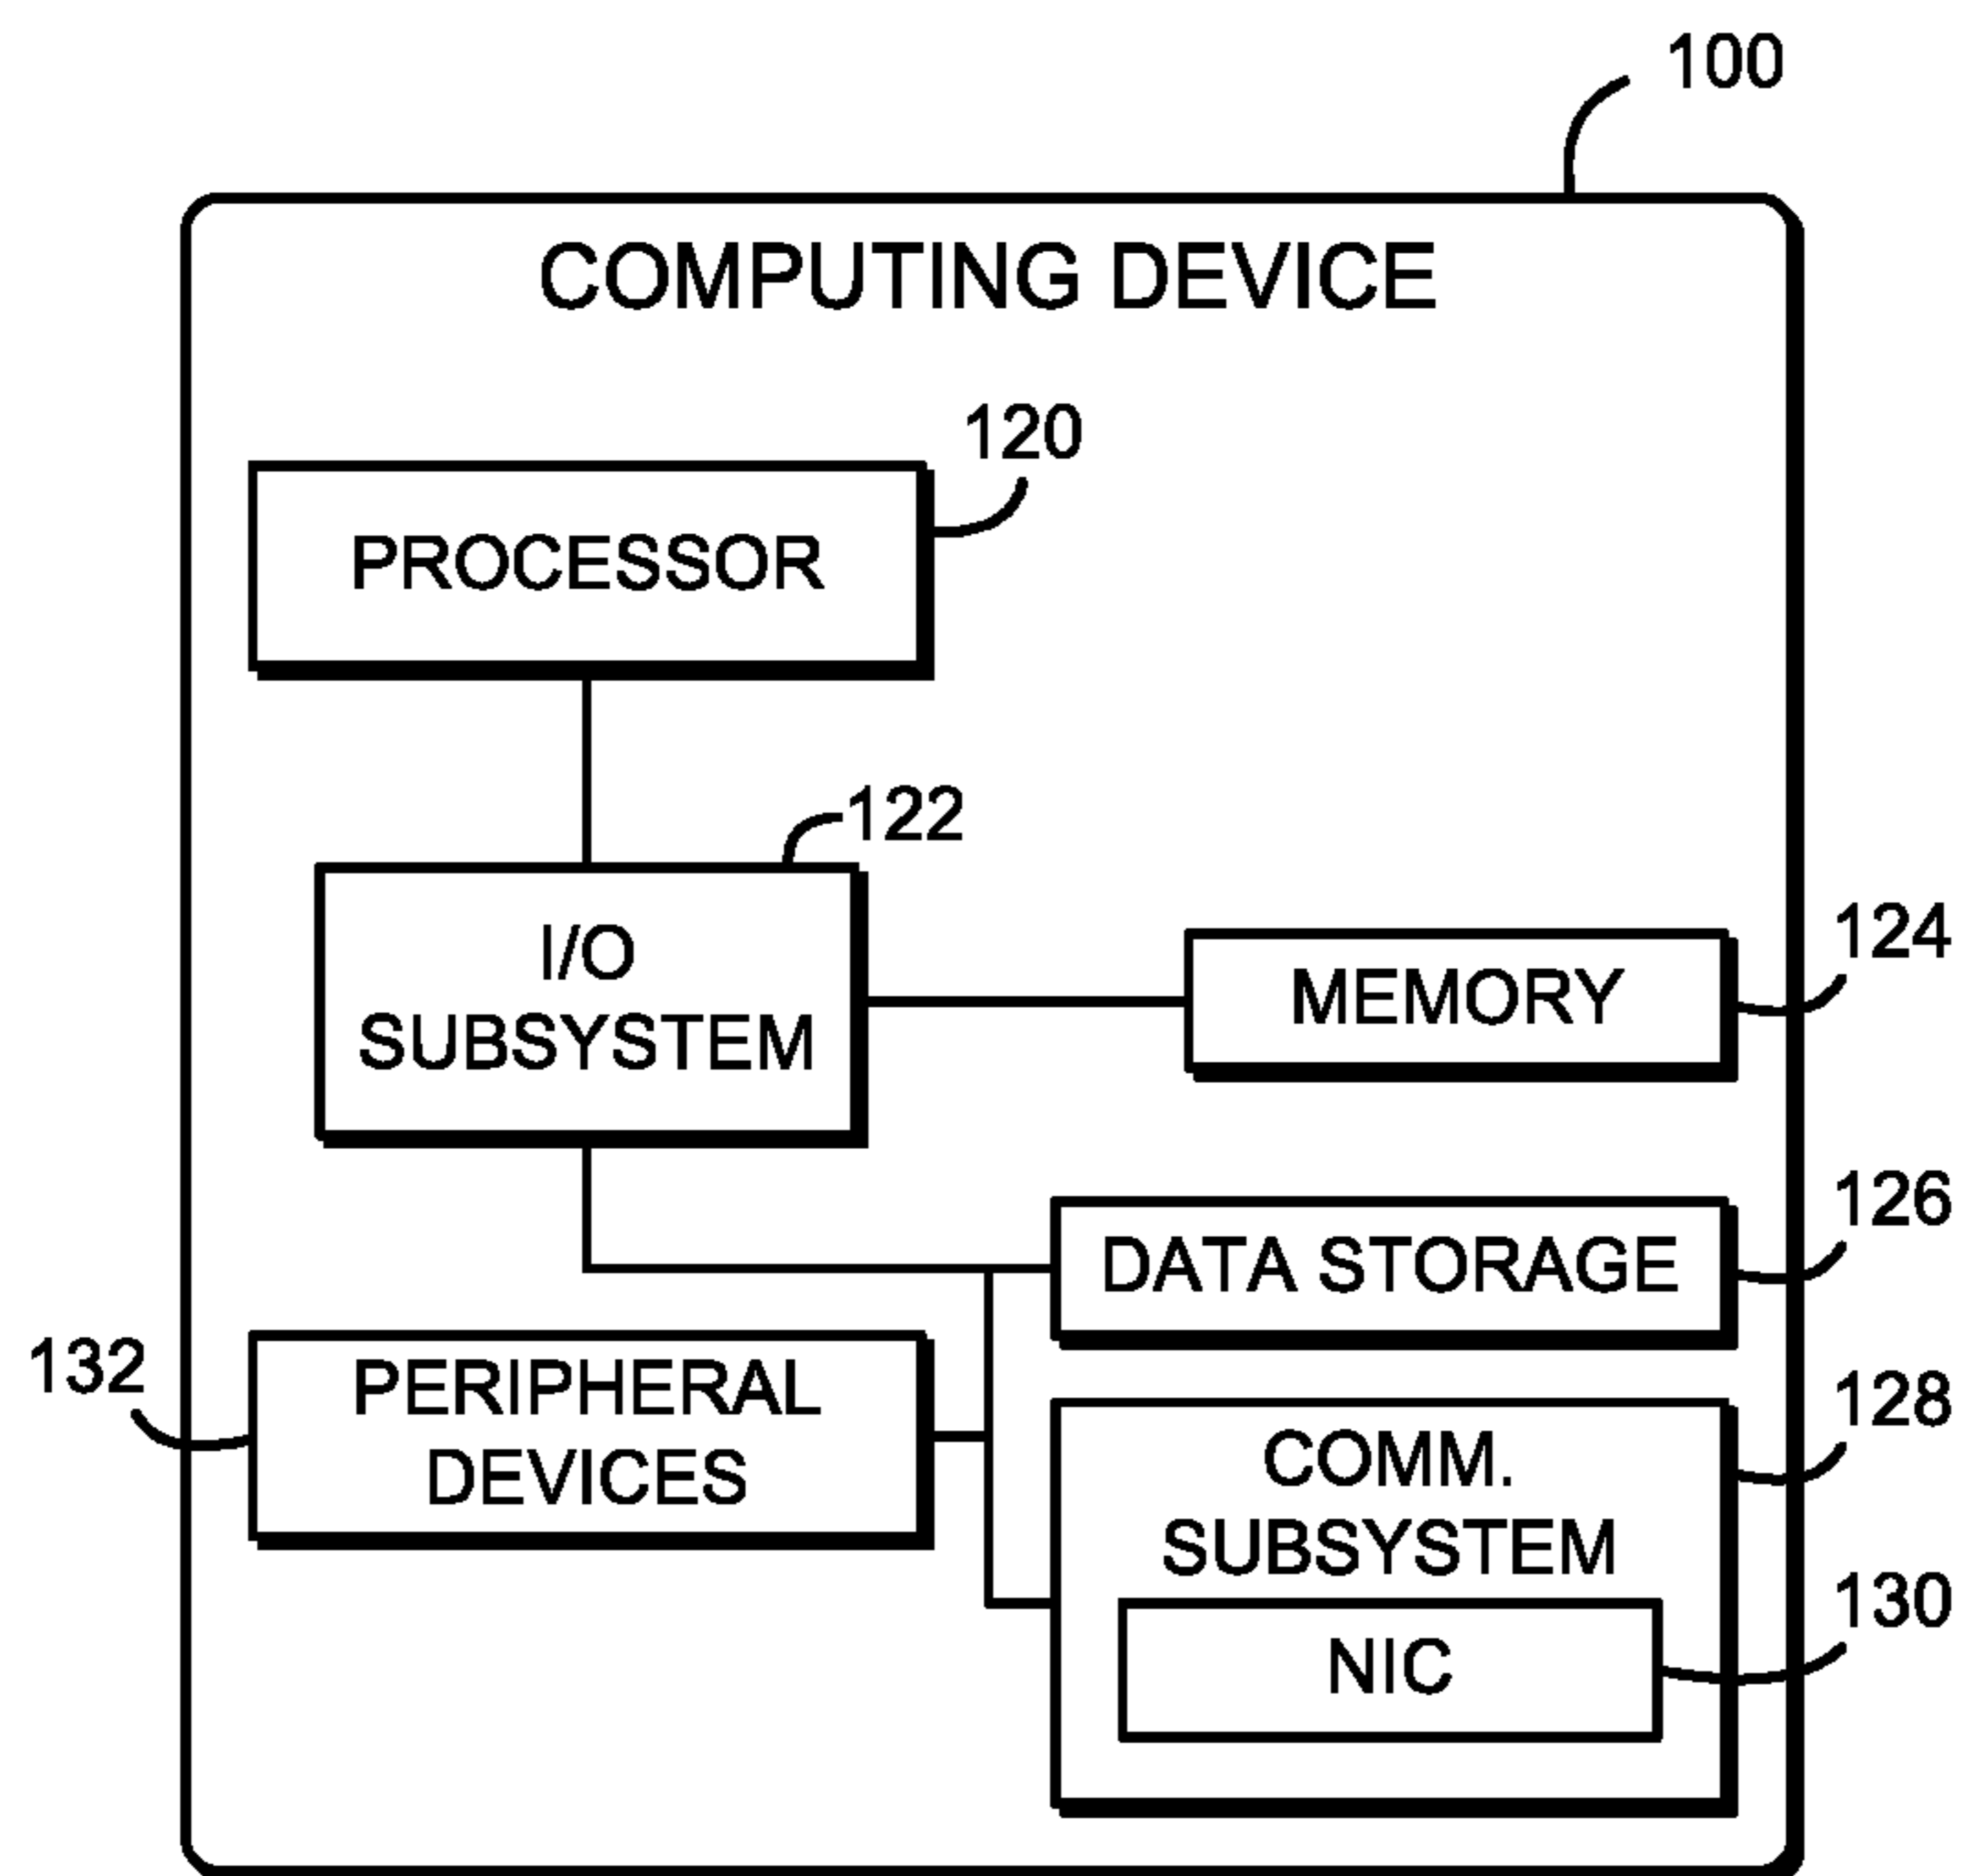 100
COMPUTING DEVICE
120
PROCESSOR
122
I/O
SUBSYSTEM
124
MEMORY
126
DATA STORAGE
132
PERIPHERAL
DEVICES
128
COMM.
SUBSYSTEM
130
NIC